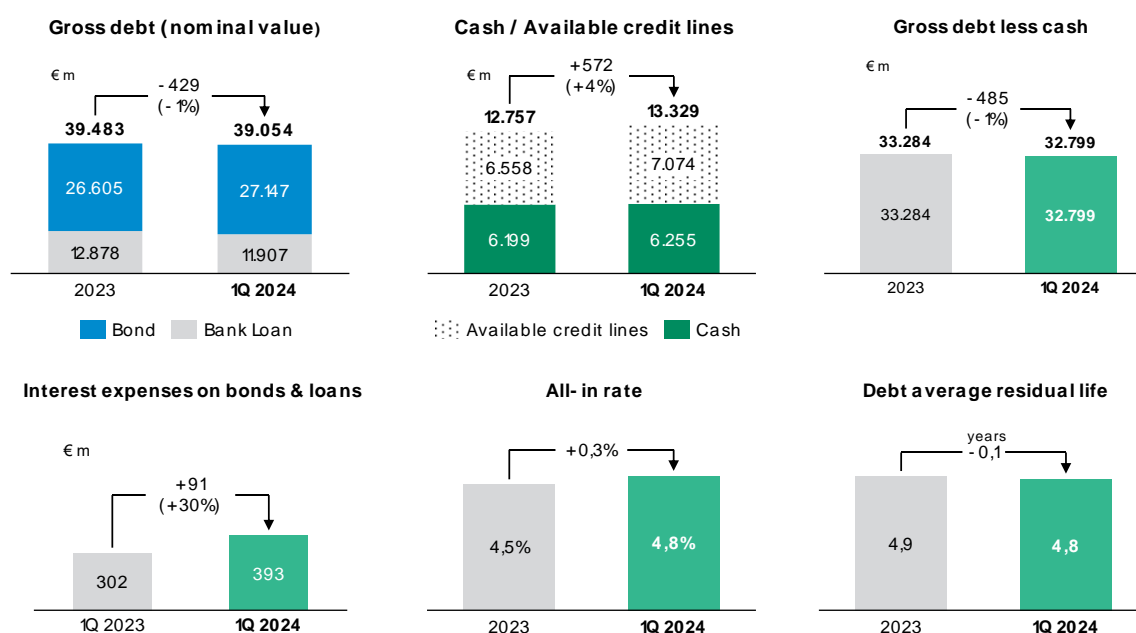 Gross debt (nominal value)
€ m
- 429
(- 1%)
39.483
39.054
26.605
27.147
12.878
11.907
2023
1Q 2024
Bond
Bank Loan
Cash / Available credit lines
€ m
+572
(+4%)
12.757
13.329
6.558
7.074
6.199
6.255
2023
1Q 2024
Available credit lines
Cash
Gross debt less cash
€ m
- 485
(- 1%)
33.284
32.799
33.284
32.799
2023
1Q 2024
Interest expenses on bonds & loans
€ m
+91
(+30%)
302
393
1Q 2023
1Q 2024
All- in rate
+0,3%
4,5%
4,8%
2023
1Q 2024
Debt average residual life
years
- 0,1
4,9
4,8
2023
1Q 2024